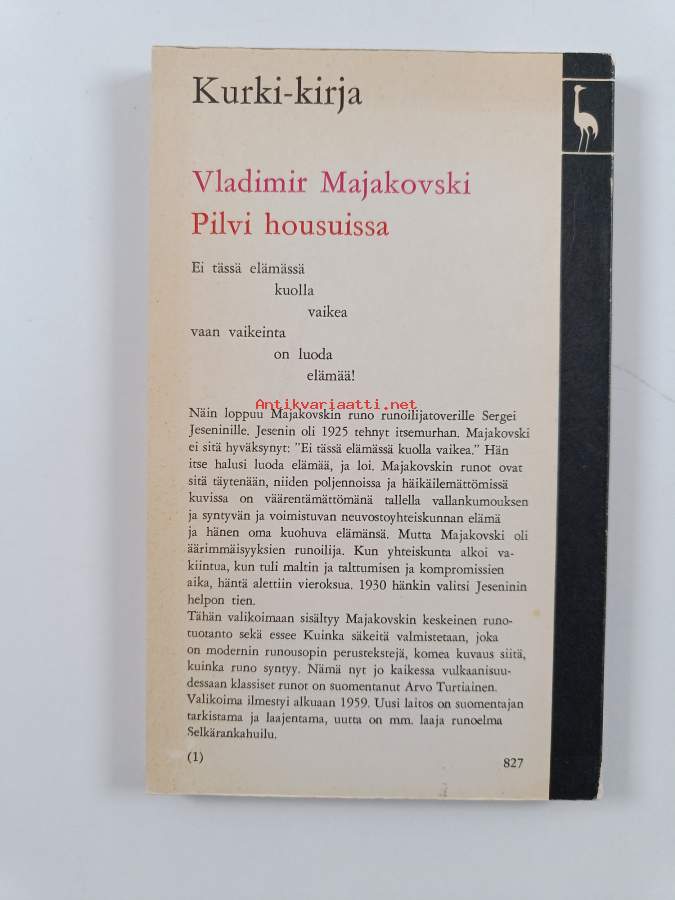 Kurki-kirja
Vladimir Majakovski
Pilvi housuissa
Ei tässä elämässä
kuolla
vaikea
vaan vaikeinta
on luoda
elämää!
Antikvariaatti.net
Näin loppuu Majakovskin runo runoilijatoverille Sergei
Jeseninille. Jesenin oli 1925 tehnyt itsemurhan. Majakovski
ei sitä hyväksynyt: "Ei tässä elämässä kuolla vaikea." Hän
itse halusi luoda elämää, ja loi. Majakovskin runot ovat
sitä täytenään, niiden poljennoissa ja häikäilemättömissä
kuvissa on väärentämättömänä tallella vallankumouksen
ja syntyvän ja voimistuvan neuvostoyhteiskunnan elämä
ja hänen oma kuohuva elämänsä. Mutta Majakovski oli
äärimmäisyyksien runoilija. Kun yhteiskunta alkoi va-
kiintua, kun tuli maltin ja talttumisen ja kompromissien
aika, häntä alettiin vieroksua. 1930 hänkin valitsi Jeseninin
helpon tien.
Tähän valikoimaan sisältyy Majakovskin keskeinen runo-
tuotanto sekä essee Kuinka säkeitä valmistetaan, joka
on modernin runousopin perustekstejä, komea kuvaus siitä,
kuinka runo syntyy. Nämä nyt jo kaikessa vulkaanisuu-
dessaan klassiset runot on suomentanut Arvo Turtiainen.
Valikoima ilmestyi alkuaan 1959. Uusi laitos on suomentajan
tarkistama ja laajentama, uutta on mm. laaja runoelma
Selkärankahuilu.
(1)
827